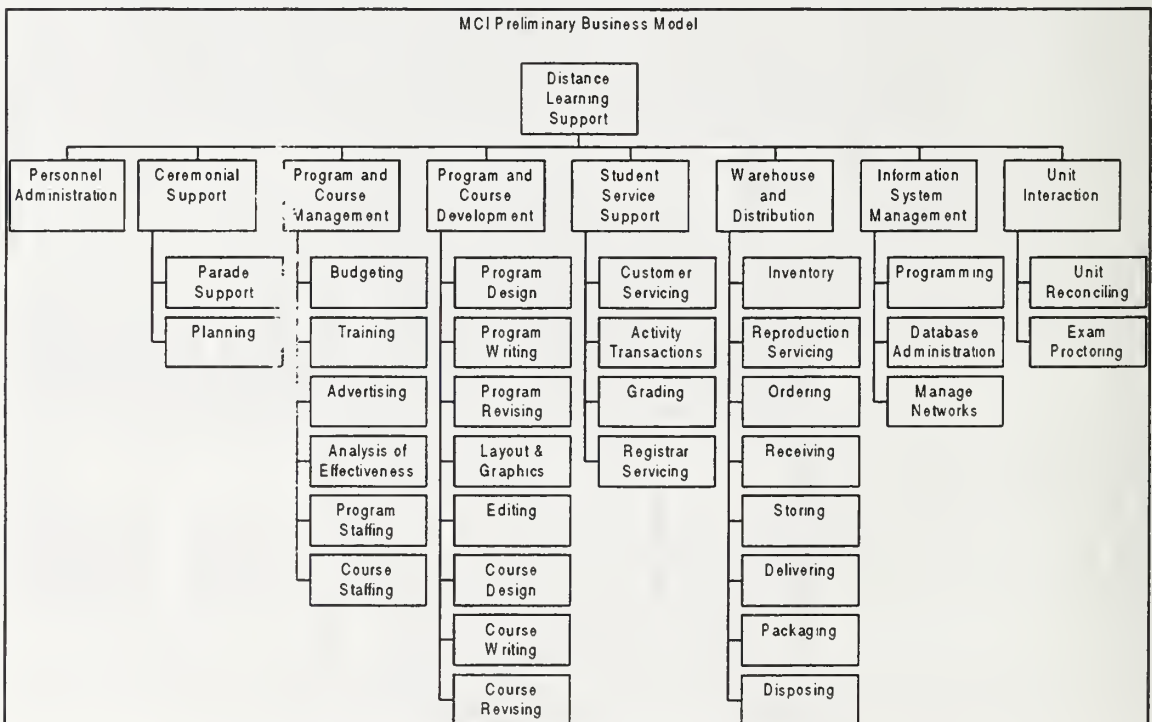 MCI Preliminary Business Model
Distance
Learning
Support
Personnel
Administration
Ceremonial
Support
Parade
Support
Planning
Program and
Course
Management
Budgeting
Training
Advertising
Analysis of
Effectiveness
Program
Staffing
Course
Staffing
Program and
Course
Development
Program
Design
Program
Writing
Program
Revising
Layout &
Graphics
Editing
Course
Design
Course
Writing
Course
Revising
Student
Service
Support
Customer
Servicing
Activity
Transactions
Grading
Registrar
Servicing
Warehouse
and
Distribution
Inventory
Reproduction
Servicing
Ordering
Receiving
Storing
Delivering
Packaging
Disposing
Information
System
Management
Programming
Database
Administration
Manage
Networks
Unit
Interaction
Unit
Reconciling
Exam
Proctoring